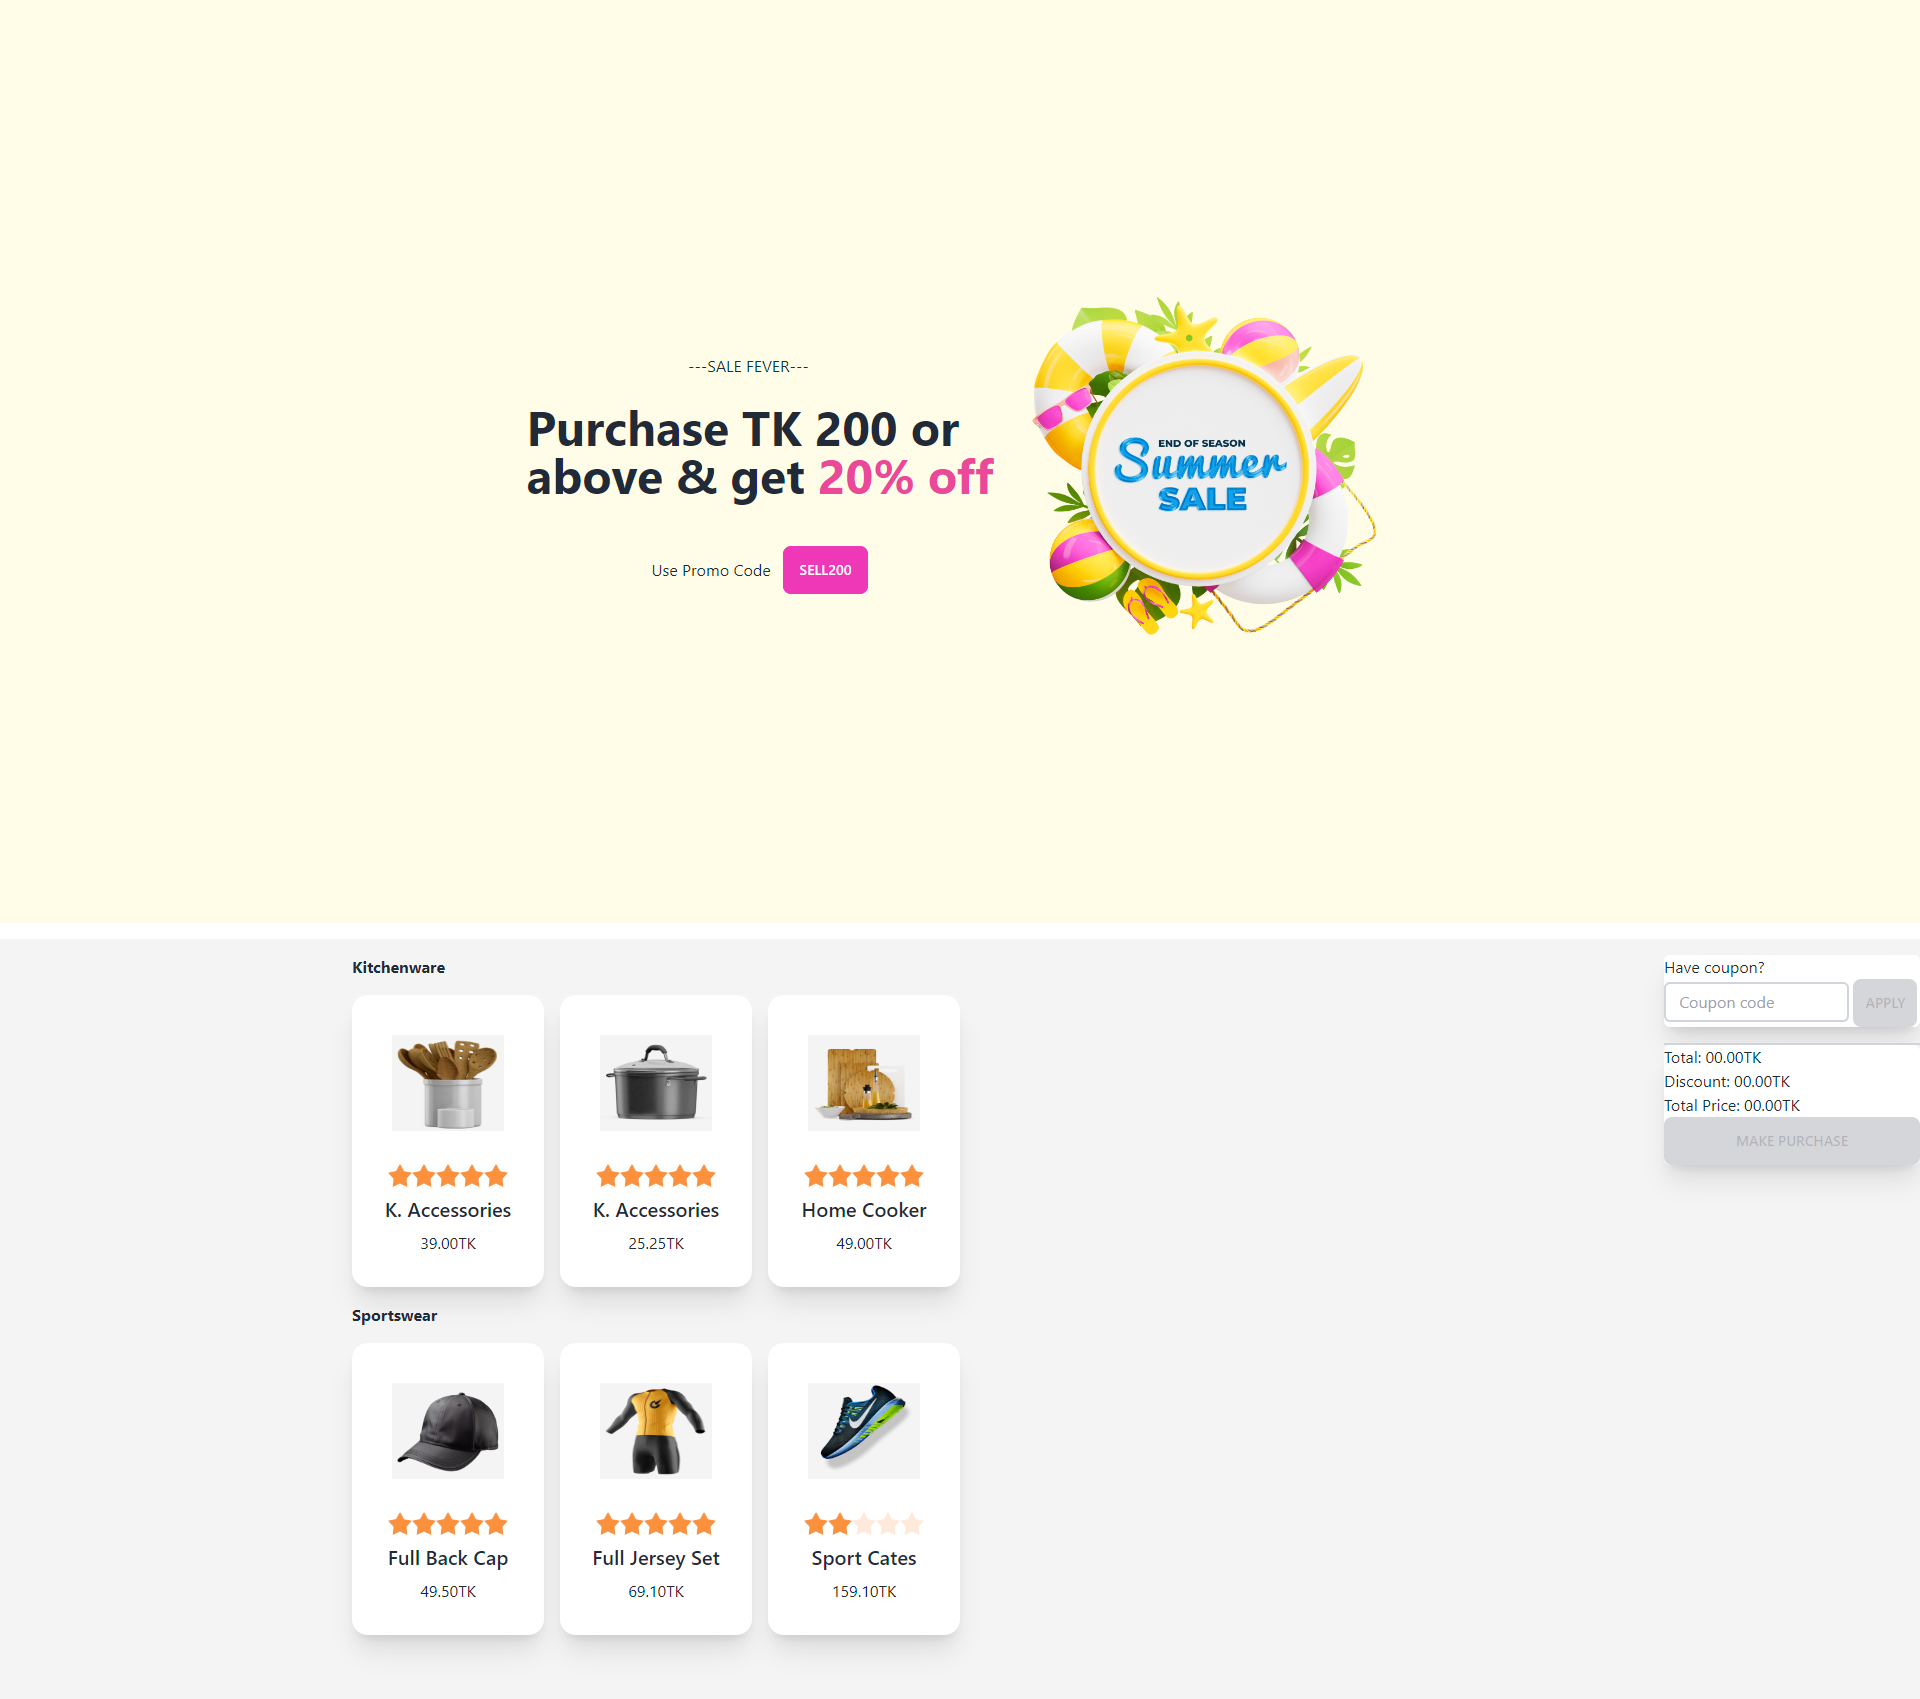 ---SALE FEVER---
Purchase TK 200 or
above & get 20% off
Use Promo Code SELL200
END OF SEASON
Summer
SALE
Kitchenware
K. Accessories
39.00TK
K. Accessories
25.25TK
Home Cooker
49.00TK
Sportswear
Full Back Cap
49.50TK
Full Jersey Set
69.10TK
Sport Cates
159.10TK
Have coupon?
Coupon code APPLY
Total: 00.00TK
Discount: 00.00TK
Total Price: 00.00TK
MAKE PURCHASE